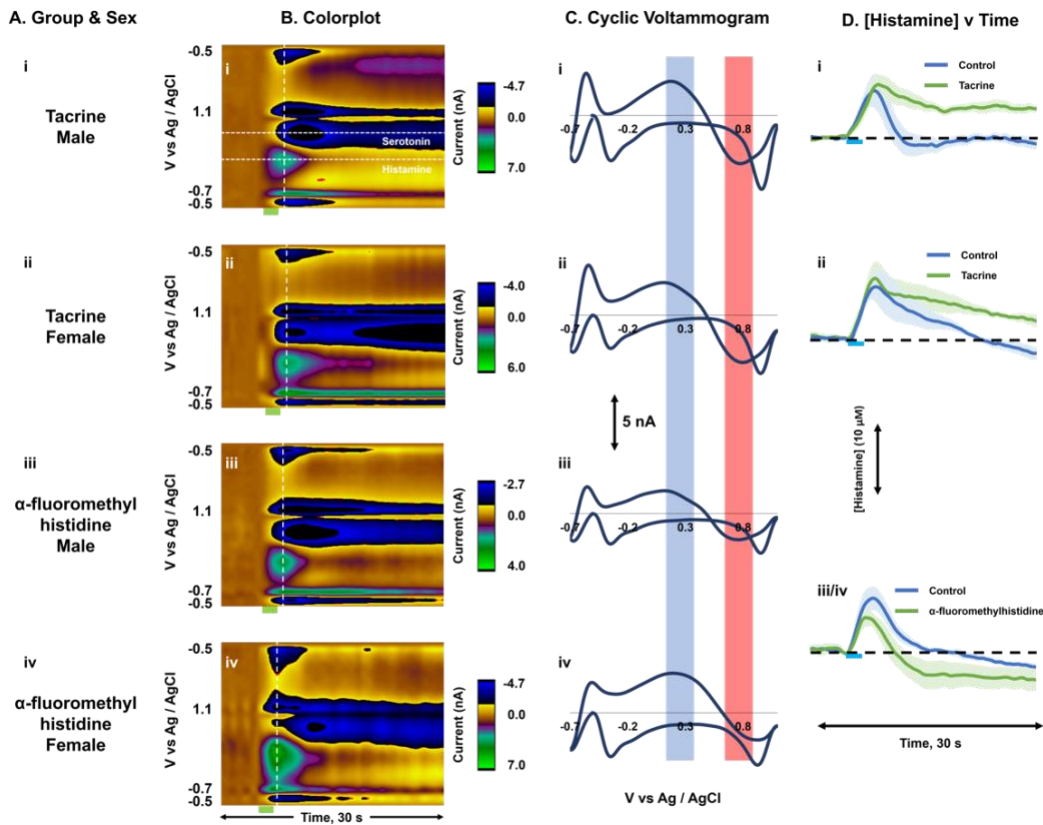 A. Group & Sex
B. Colorplot
C. Cyclic Voltammogram
D. [Histamine] v Time
i
Tacrine
Male
V vs Ag / AgCl
-0.5
1.1
-0.7
-0.5
i
Serotonin
Histamine
Current (nA)
-4.7
0.0
7.0
i
-0.7
-0.2
0.3
0.8
i
Control
Tacrine
ii
Tacrine
Female
V vs Ag / AgCl
-0.5
1.1
-0.7
-0.5
ii
Current (nA)
-4.0
0.0
6.0
ii
-0.7
-0.2
0.3
0.8
5 nA
ii
Control
Tacrine
[Histamine] (10 µM)
iii
α-fluoromethyl
histidine
Male
V vs Ag / AgCl
-0.5
1.1
-0.7
-0.5
iii
Current (nA)
-2.7
0.0
4.0
iii
-0.7
-0.2
0.3
0.8
iii/iv
Control
α-fluoromethylhistidine
iv
α-fluoromethyl
histidine
Female
V vs Ag / AgCl
-0.5
1.1
-0.7
-0.5
iv
Current (nA)
-4.7
0.0
7.0
iv
-0.7
-0.2
0.3
0.8
Time, 30 s
V vs Ag / AgCl
Time, 30 s